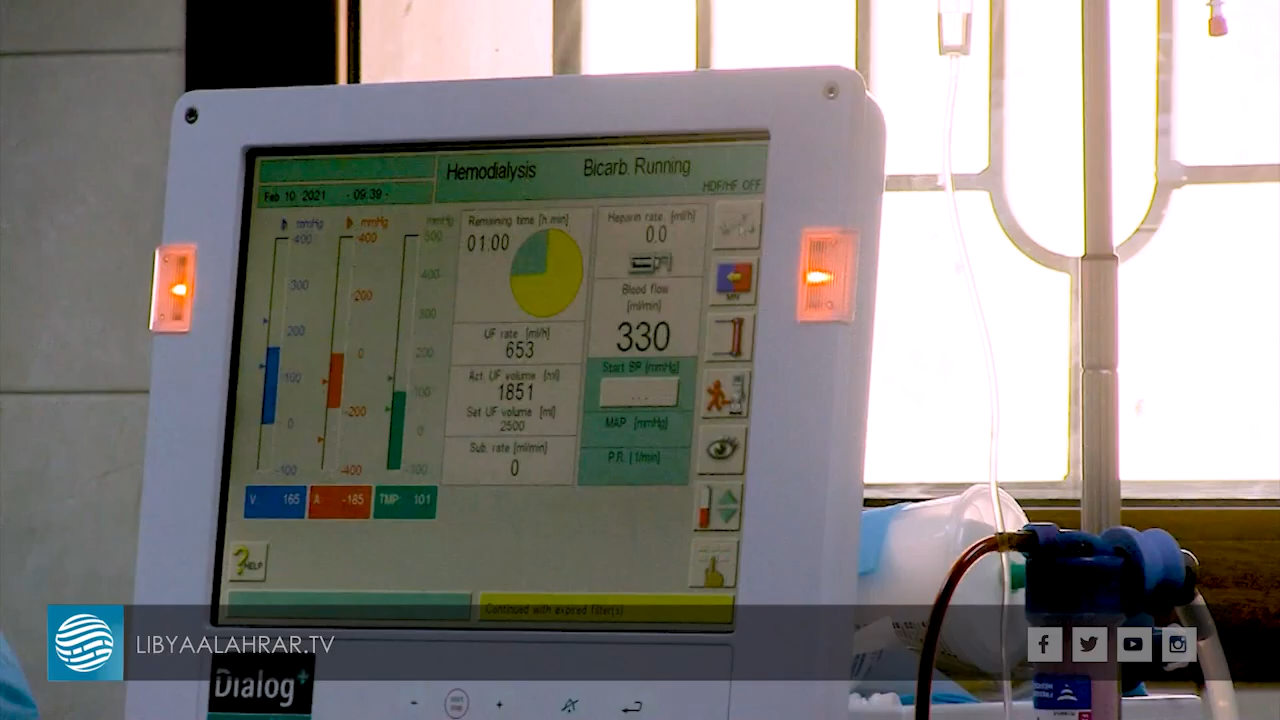 Hemodialysis Bicarb. Running
HDF/HF OFF
Feb 10 2021 - 09:39 -
mmHg mmHg mmHg
400 400 500
300 200 400
200 0 300
100 -200 200
0 -400 100
-100 0
-100
V: 165 A: -185 TMP: 101
Remaining time [h:min]
01:00
UF rate [ml/h]
653
Act. UF volume [ml]
1851
Set UF volume [ml]
2500
Sub. rate [ml/min]
0
Heparin rate [ml/h]
0.0
Blood flow
[ml/min]
330
Start BP [mmHg]
...
MAP [mmHg]
P.R. [1/min]
MIN
? HELP
Continued with expired filter(s)
LIBYAALAHRAR.TV
Dialog+
- +